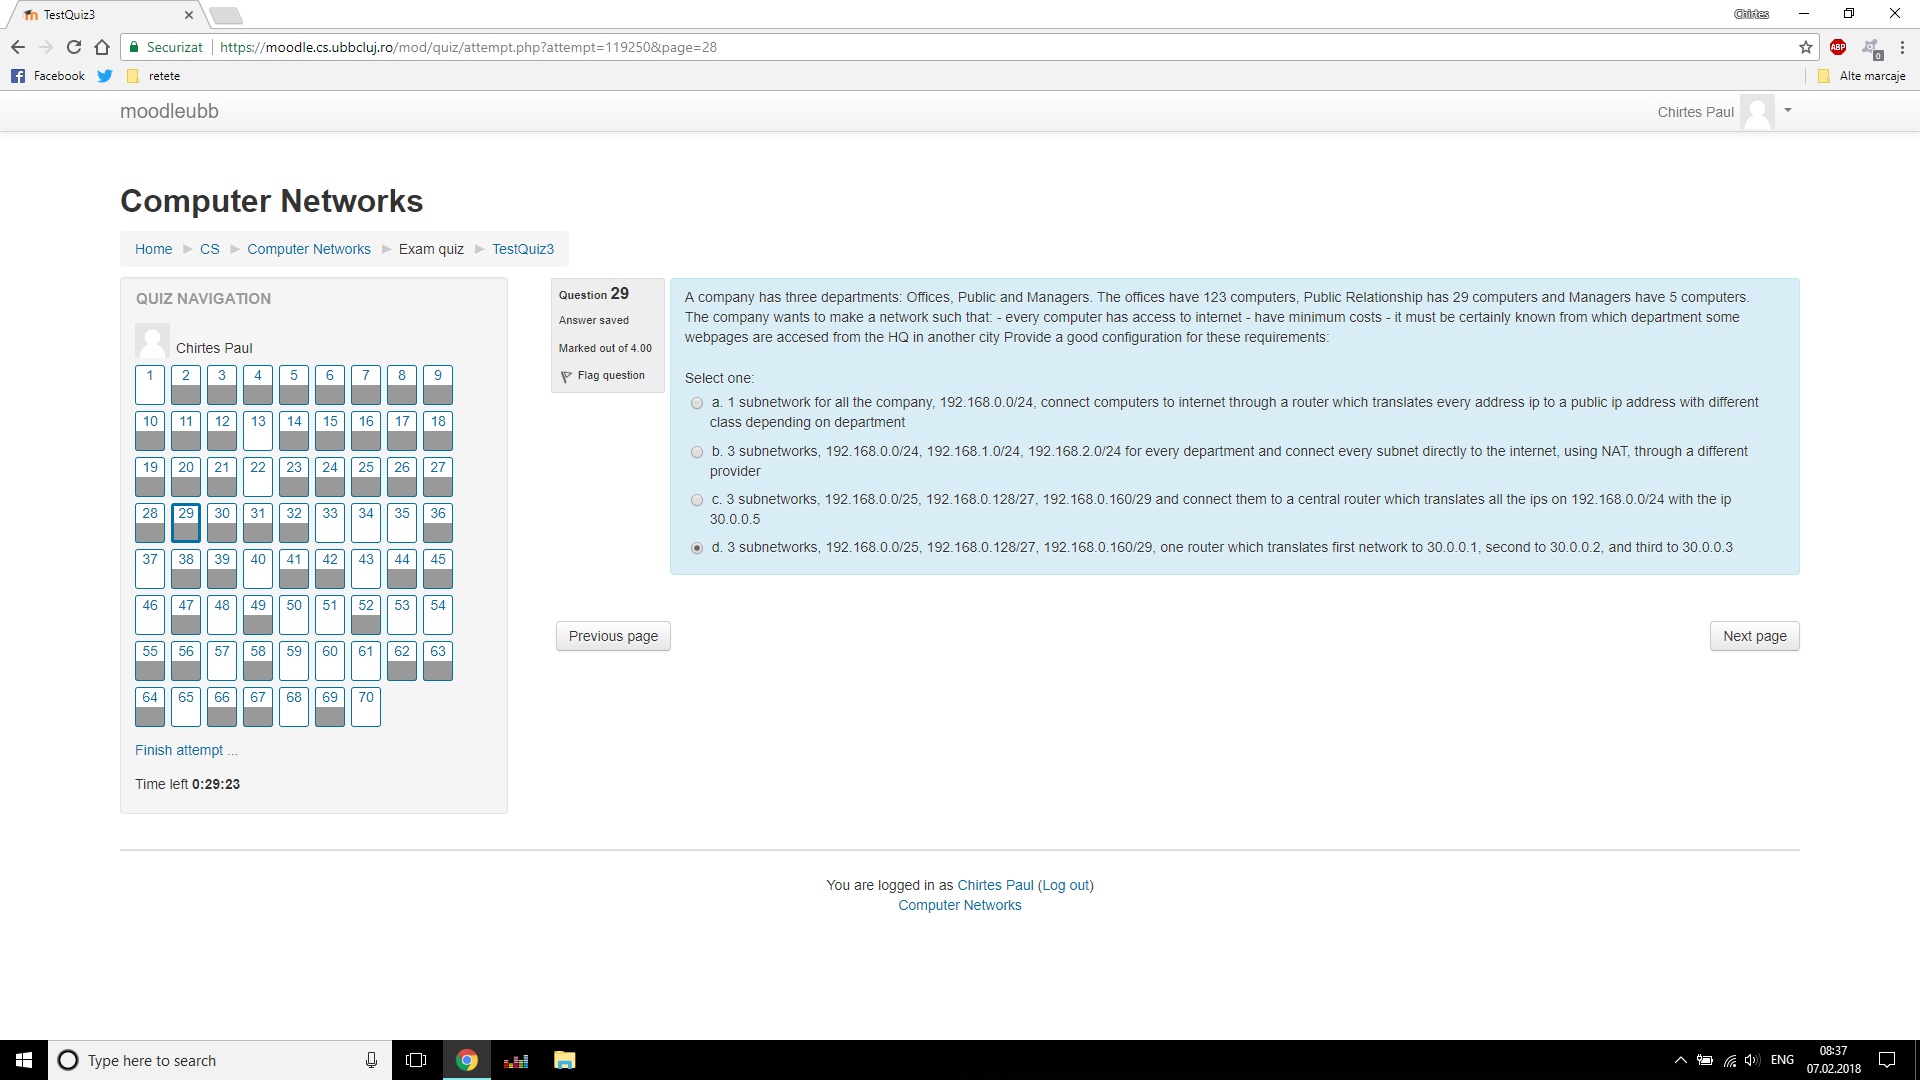 TestQuiz3
Chirtes
Securizat
https://moodle.cs.ubbcluj.ro/mod/quiz/attempt.php?attempt=119250&page=28
ABP
0
Facebook
retete
Alte marcaje
moodleubb
Chirtes Paul
Computer Networks
Home CS Computer Networks Exam quiz TestQuiz3
QUIZ NAVIGATION
Chirtes Paul
1 2 3 4 5 6 7 8 9
10 11 12 13 14 15 16 17 18
19 20 21 22 23 24 25 26 27
28 29 30 31 32 33 34 35 36
37 38 39 40 41 42 43 44 45
46 47 48 49 50 51 52 53 54
55 56 57 58 59 60 61 62 63
64 65 66 67 68 69 70
Finish attempt ...
Time left 0:29:23
Question 29
Answer saved
Marked out of 4.00
Flag question
A company has three departments: Offices, Public and Managers. The offices have 123 computers, Public Relationship has 29 computers and Managers have 5 computers.
The company wants to make a network such that: - every computer has access to internet - have minimum costs - it must be certainly known from which department some
webpages are accesed from the HQ in another city Provide a good configuration for these requirements:
Select one:
a. 1 subnetwork for all the company, 192.168.0.0/24, connect computers to internet through a router which translates every address ip to a public ip address with different
class depending on department
b. 3 subnetworks, 192.168.0.0/24, 192.168.1.0/24, 192.168.2.0/24 for every department and connect every subnet directly to the internet, using NAT, through a different
provider
c. 3 subnetworks, 192.168.0.0/25, 192.168.0.128/27, 192.168.0.160/29 and connect them to a central router which translates all the ips on 192.168.0.0/24 with the ip
30.0.0.5
d. 3 subnetworks, 192.168.0.0/25, 192.168.0.128/27, 192.168.0.160/29, one router which translates first network to 30.0.0.1, second to 30.0.0.2, and third to 30.0.0.3
Previous page
Next page
You are logged in as Chirtes Paul (Log out)
Computer Networks
Type here to search
ENG
08:37
07.02.2018